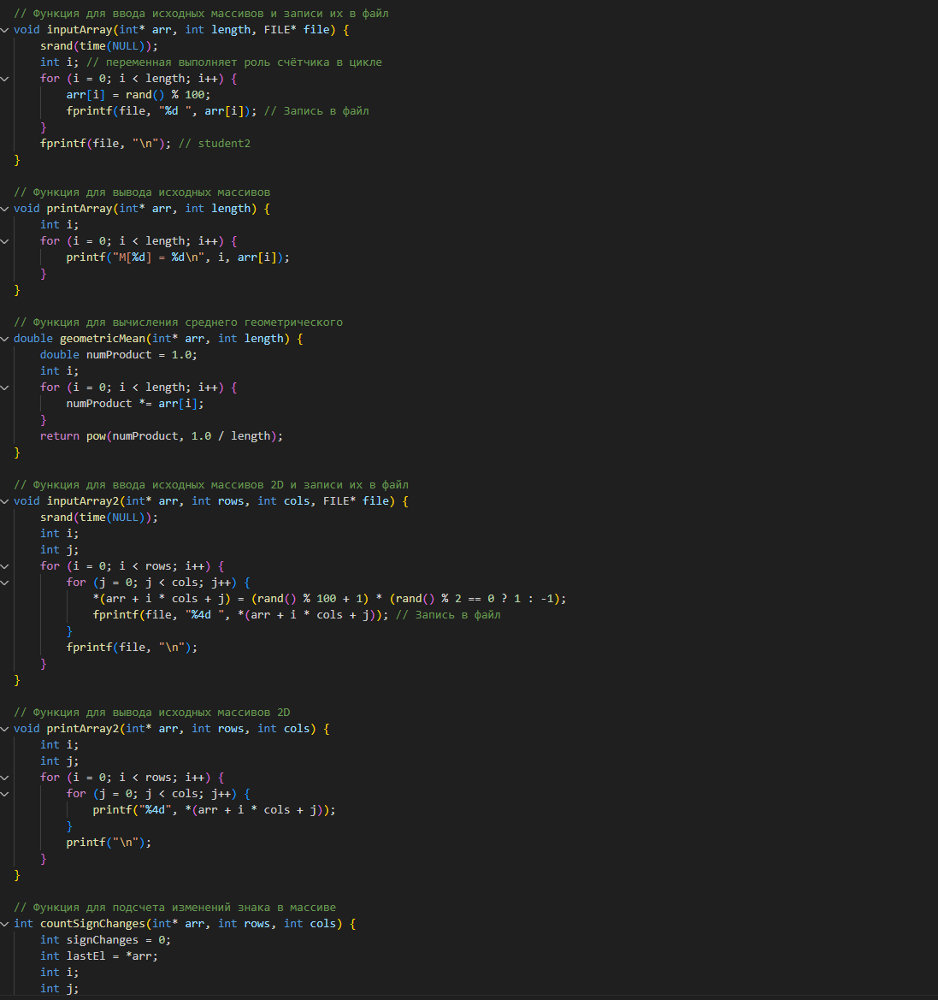 // Функция для ввода исходных массивов и записи их в файл
void inputArray(int* arr, int length, FILE* file) {
    srand(time(NULL));
    int i; // переменная выполняет роль счётчика в цикле
    for (i = 0; i < length; i++) {
        arr[i] = rand() % 100;
        fprintf(file, "%d ", arr[i]); // Запись в файл
    }
    fprintf(file, "\n"); // student2
}

// Функция для вывода исходных массивов
void printArray(int* arr, int length) {
    int i;
    for (i = 0; i < length; i++) {
        printf("M[%d] = %d\n", i, arr[i]);
    }
}

// Функция для вычисления среднего геометрического
double geometricMean(int* arr, int length) {
    double numProduct = 1.0;
    int i;
    for (i = 0; i < length; i++) {
        numProduct *= arr[i];
    }
    return pow(numProduct, 1.0 / length);
}

// Функция для ввода исходных массивов 2D и записи их в файл
void inputArray2(int* arr, int rows, int cols, FILE* file) {
    srand(time(NULL));
    int i;
    int j;
    for (i = 0; i < rows; i++) {
        for (j = 0; j < cols; j++) {
            *(arr + i * cols + j) = (rand() % 100 + 1) * (rand() % 2 == 0 ? 1 : -1);
            fprintf(file, "%4d ", *(arr + i * cols + j)); // Запись в файл
        }
        fprintf(file, "\n");
    }
}

// Функция для вывода исходных массивов 2D
void printArray2(int* arr, int rows, int cols) {
    int i;
    int j;
    for (i = 0; i < rows; i++) {
        for (j = 0; j < cols; j++) {
            printf("%4d", *(arr + i * cols + j));
        }
        printf("\n");
    }
}

// Функция для подсчета изменений знака в массиве
int countSignChanges(int* arr, int rows, int cols) {
    int signChanges = 0;
    int lastEl = *arr;
    int i;
    int j;